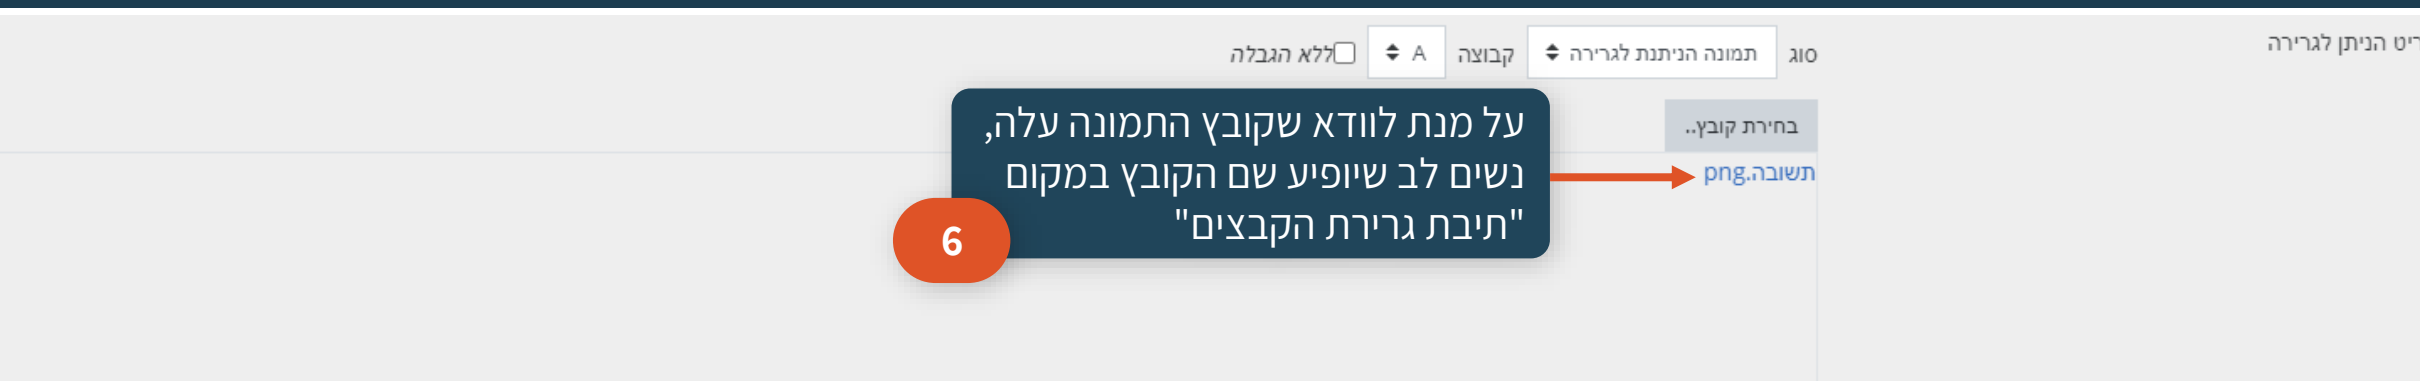 הניתן לגרירה
סוג תמונה הניתנת לגרירה קבוצה A ללא הגבלה
בחירת קובץ..
תשובה.png
על מנת לוודא שקובץ התמונה עלה,
נשים לב שיופיע שם הקובץ במקום
"תיבת גרירת הקבצים"
6